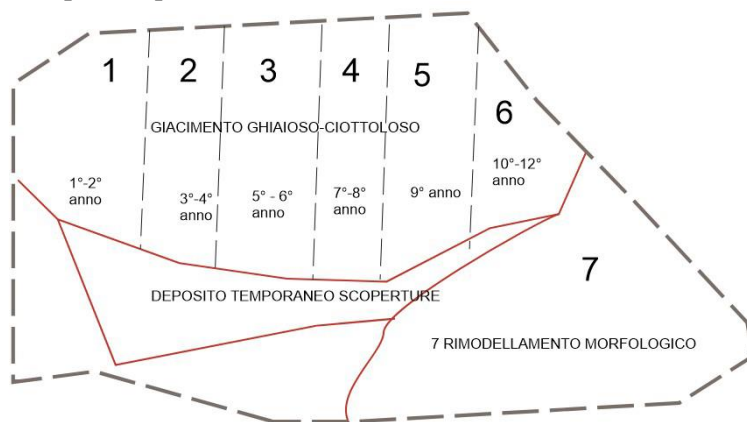 1
2
3
4
5
6
GIACIMENTO GHIAIOSO-CIOTTOLOSO
1°-2°
anno
3°-4°
anno
5° - 6°
anno
7°-8°
anno
9° anno
10°-12°
anno
7
DEPOSITO TEMPORANEO SCOPERTURE
7 RIMODELLAMENTO MORFOLOGICO